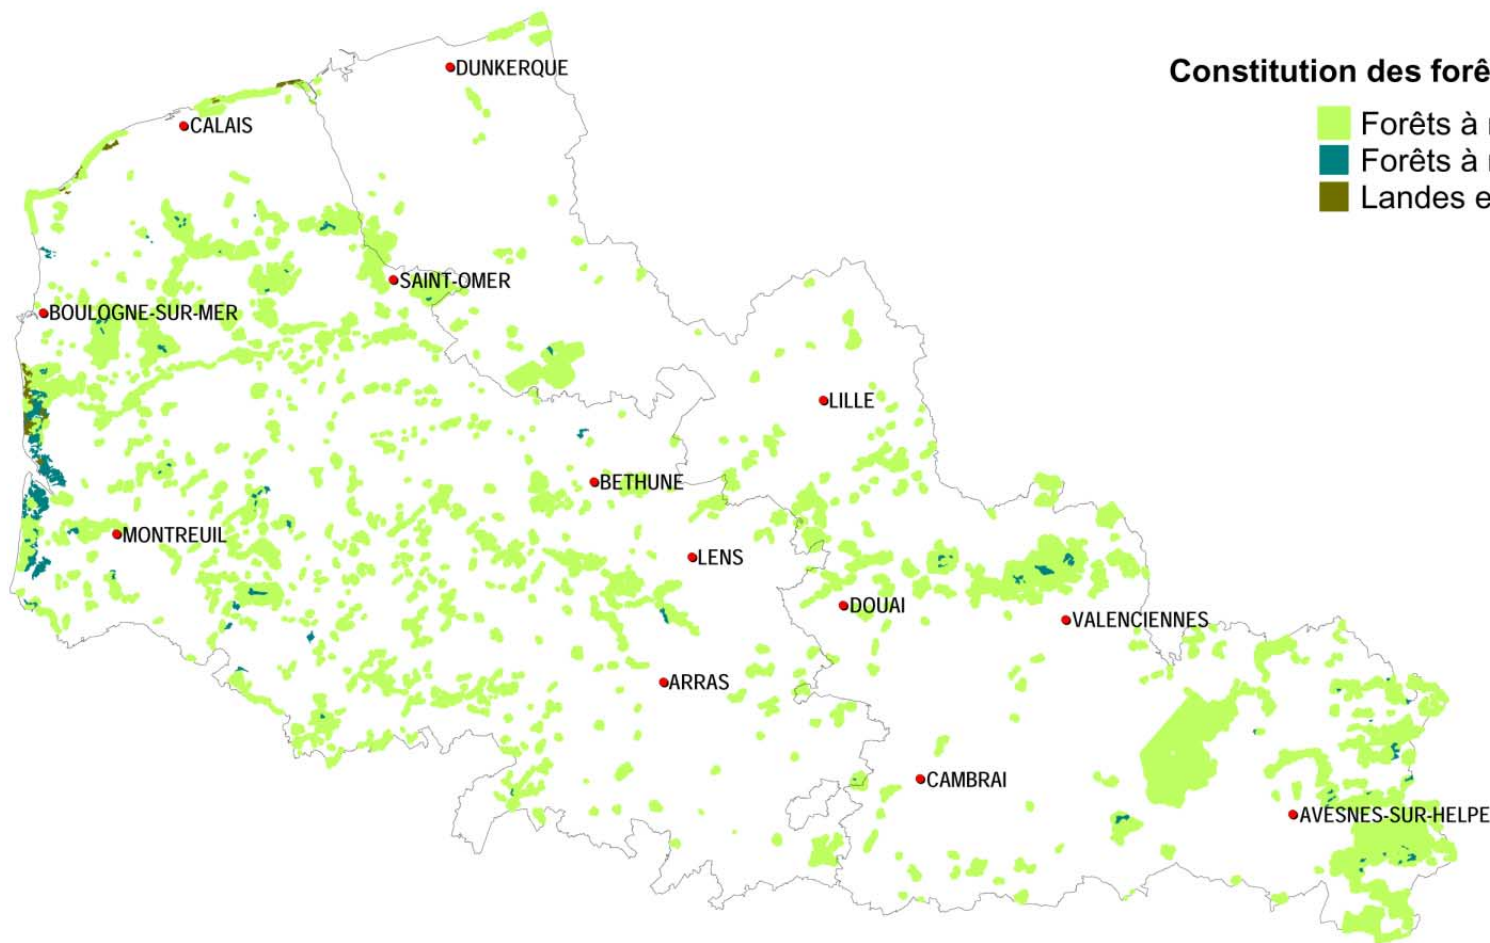 Constitution des forê
Forêts à
Forêts à
Landes e
DUNKERQUE
CALAIS
SAINT-OMER
BOULOGNE-SUR-MER
LILLE
BETHUNE
MONTREUIL
LENS
DOUAI
VALENCIENNES
ARRAS
CAMBRAI
AVESNES-SUR-HELPE